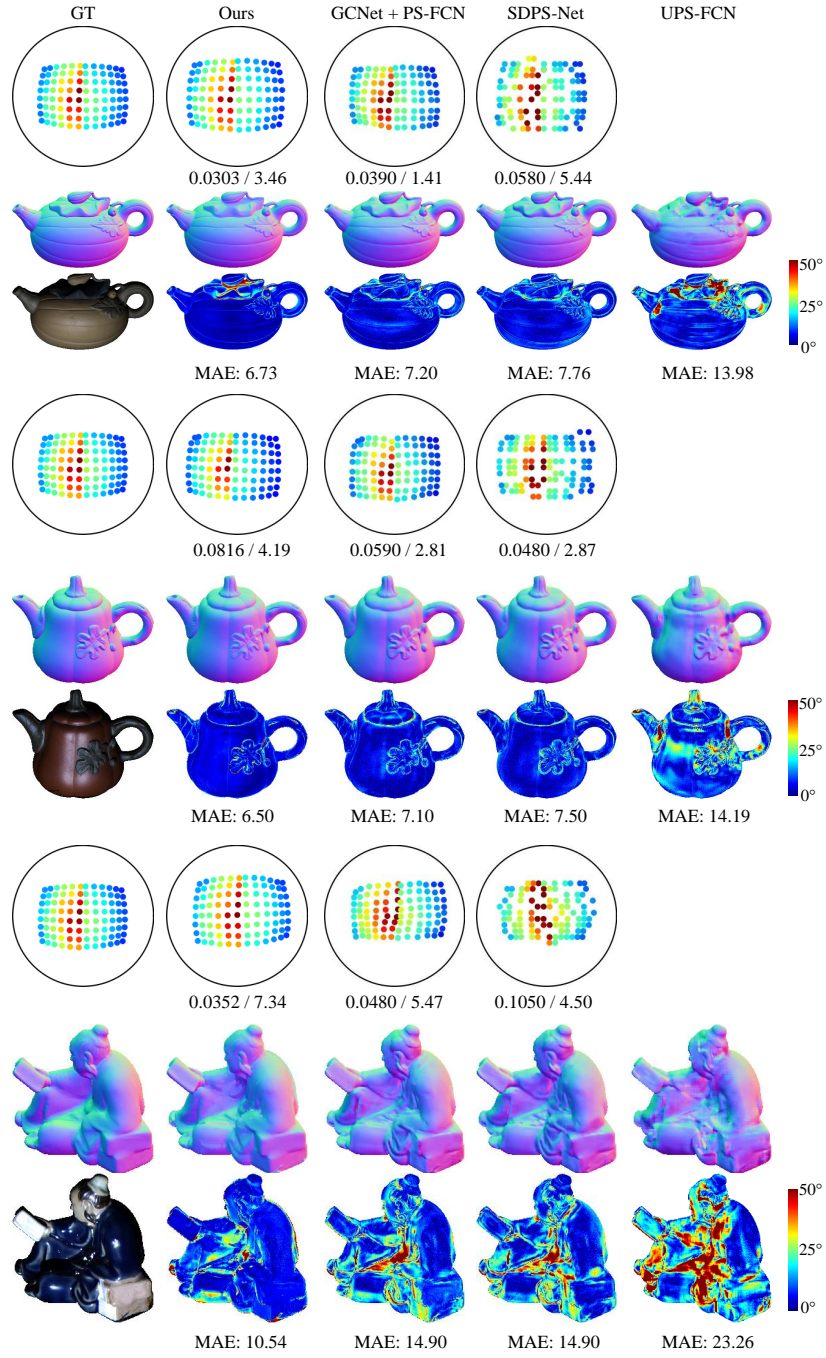 GT Ours GCNet + PS-FCN SDPS-Net UPS-FCN
0.0303 / 3.46 0.0390 / 1.41 0.0580 / 5.44
50°
25°
0°
MAE: 6.73 MAE: 7.20 MAE: 7.76 MAE: 13.98
0.0816 / 4.19 0.0590 / 2.81 0.0480 / 2.87
50°
25°
0°
MAE: 6.50 MAE: 7.10 MAE: 7.50 MAE: 14.19
0.0352 / 7.34 0.0480 / 5.47 0.1050 / 4.50
50°
25°
0°
MAE: 10.54 MAE: 14.90 MAE: 14.90 MAE: 23.26